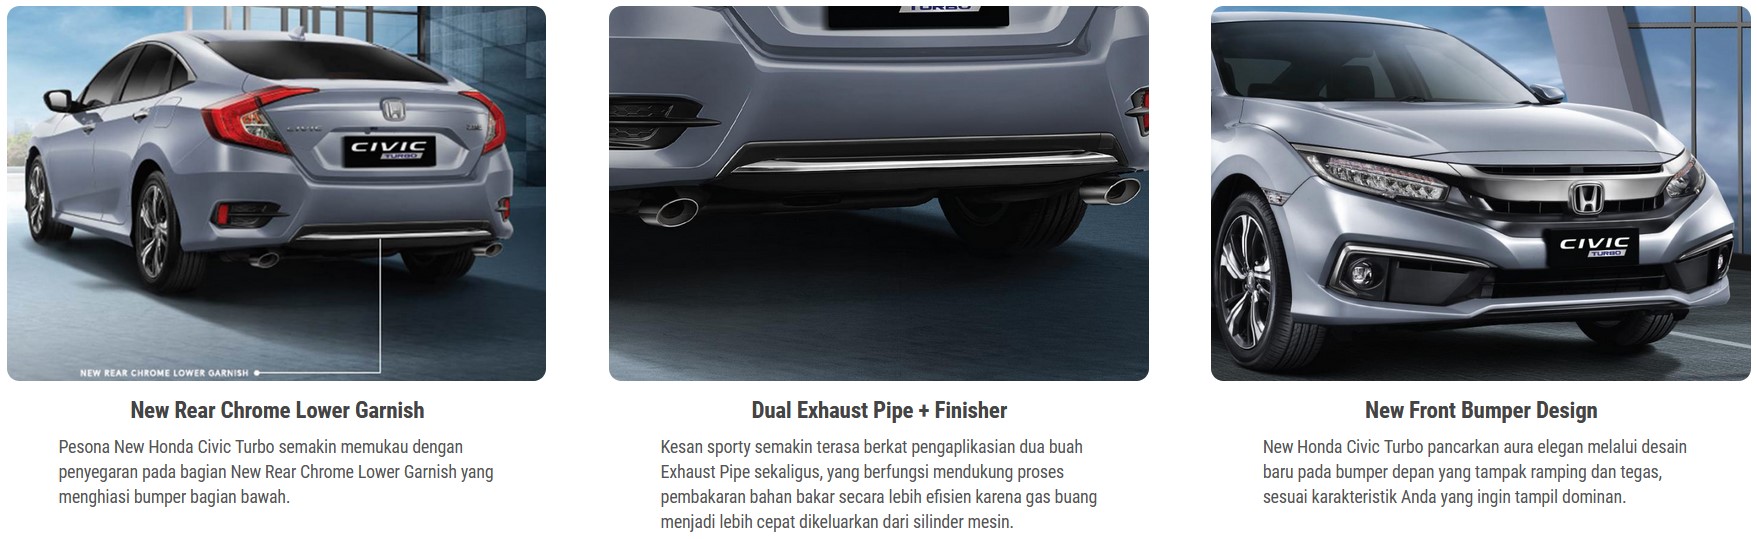 CIVIC
CIVIC
TURBO
NEW REAR CHROME LOWER GARNISH
New Rear Chrome Lower Garnish
Pesona New Honda Civic Turbo semakin memukau dengan
penyegaran pada bagian New Rear Chrome Lower Garnish yang
menghiasi bumper bagian bawah.
TURBO
Dual Exhaust Pipe + Finisher
Kesan sporty semakin terasa berkat pengaplikasian dua buah
Exhaust Pipe sekaligus, yang berfungsi mendukung proses
pembakaran bahan bakar secara lebih efisien karena gas buang
menjadi lebih cepat dikeluarkan dari silinder mesin.
CIVIC
TURBO
New Front Bumper Design
New Honda Civic Turbo pancarkan aura elegan melalui desain
baru pada bumper depan yang tampak ramping dan tegas,
sesuai karakteristik Anda yang ingin tampil dominan.